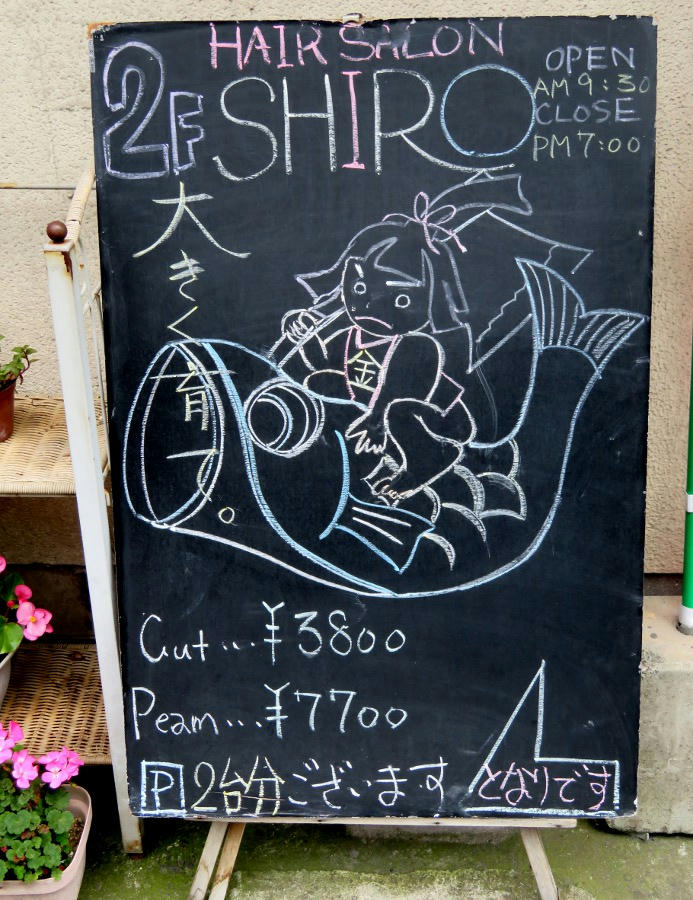 HAIR SALON
2F SHIRO
OPEN
AM 9:30
CLOSE
PM 7:00
大きく育て。
金
Cut...¥3800
Peam...¥7700
P 2台分ございます
となりです